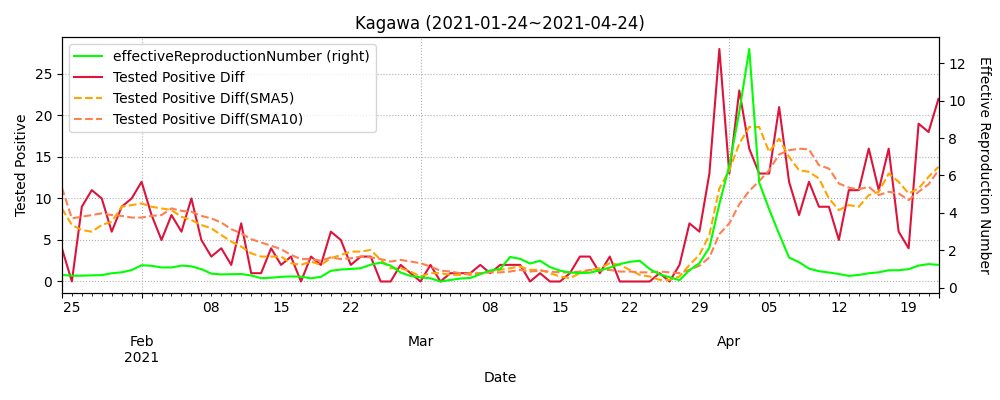 Kagawa (2021-01-24~2021-04-24)
effectiveReproductionNumber (right)
Tested Positive Diff
Tested Positive Diff(SMA5)
Tested Positive Diff(SMA10)
Tested Positive
25
20
15
10
5
0
12
10
8
6
4
2
0
Effective Reproduction Number
25 08 15 22 08 15 22 29 05 12 19
Feb Mar Apr
2021
Date